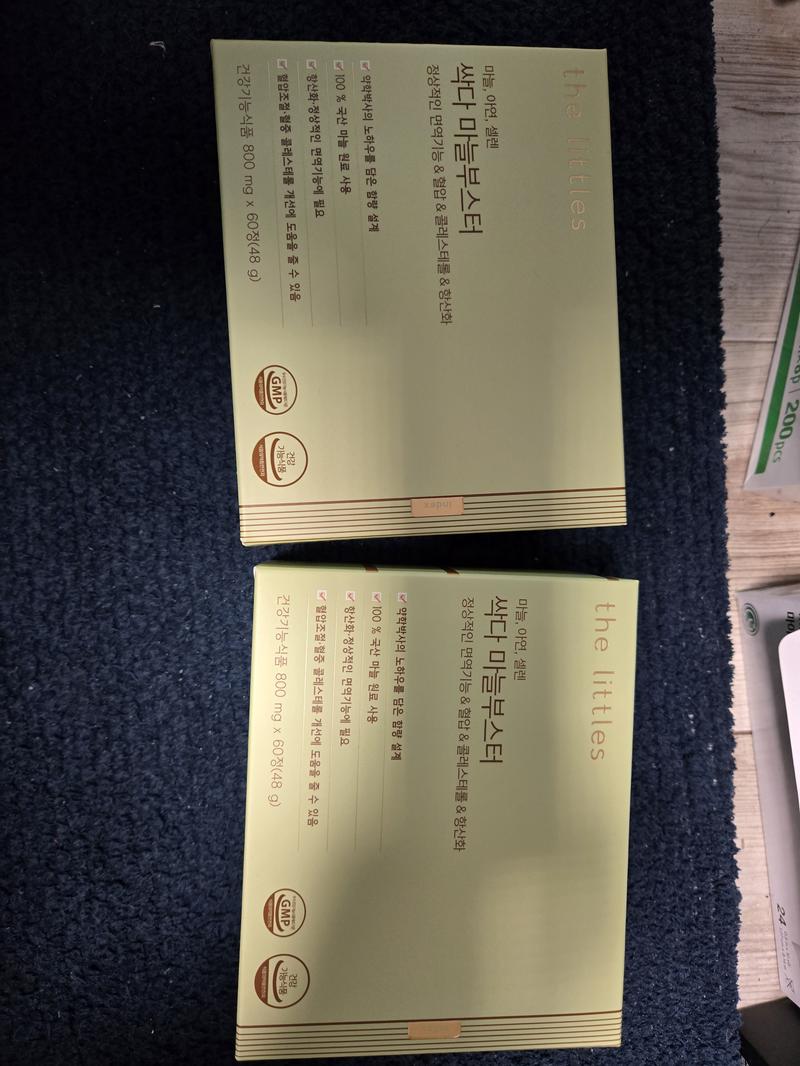 the littles
마늘, 아연, 셀렌
싹다 마늘부스터
정상적인 면역기능 & 혈압 & 콜레스테롤 & 항산화
약학박사의 노하우를 담은 함량 설계
100 % 국산 마늘 원료 사용
항산화·정상적인 면역기능에 필요
혈압조절·혈중 콜레스테롤 개선에 도움을 줄 수 있음
건강기능식품 800 mg x 60정(48 g)
GMP
건강
기능식품
index
the littles
마늘, 아연, 셀렌
싹다 마늘부스터
정상적인 면역기능 & 혈압 & 콜레스테롤 & 항산화
약학박사의 노하우를 담은 함량 설계
100 % 국산 마늘 원료 사용
항산화·정상적인 면역기능에 필요
혈압조절·혈중 콜레스테롤 개선에 도움을 줄 수 있음
건강기능식품 800 mg x 60정(48 g)
GMP
건강
기능식품
200pcs
24